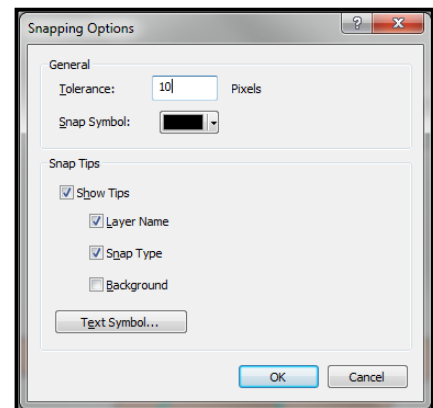 Snapping Options
General
Tolerance: 10 Pixels
Snap Symbol:
Snap Tips
Show Tips
Layer Name
Snap Type
Background
Text Symbol...
OK Cancel